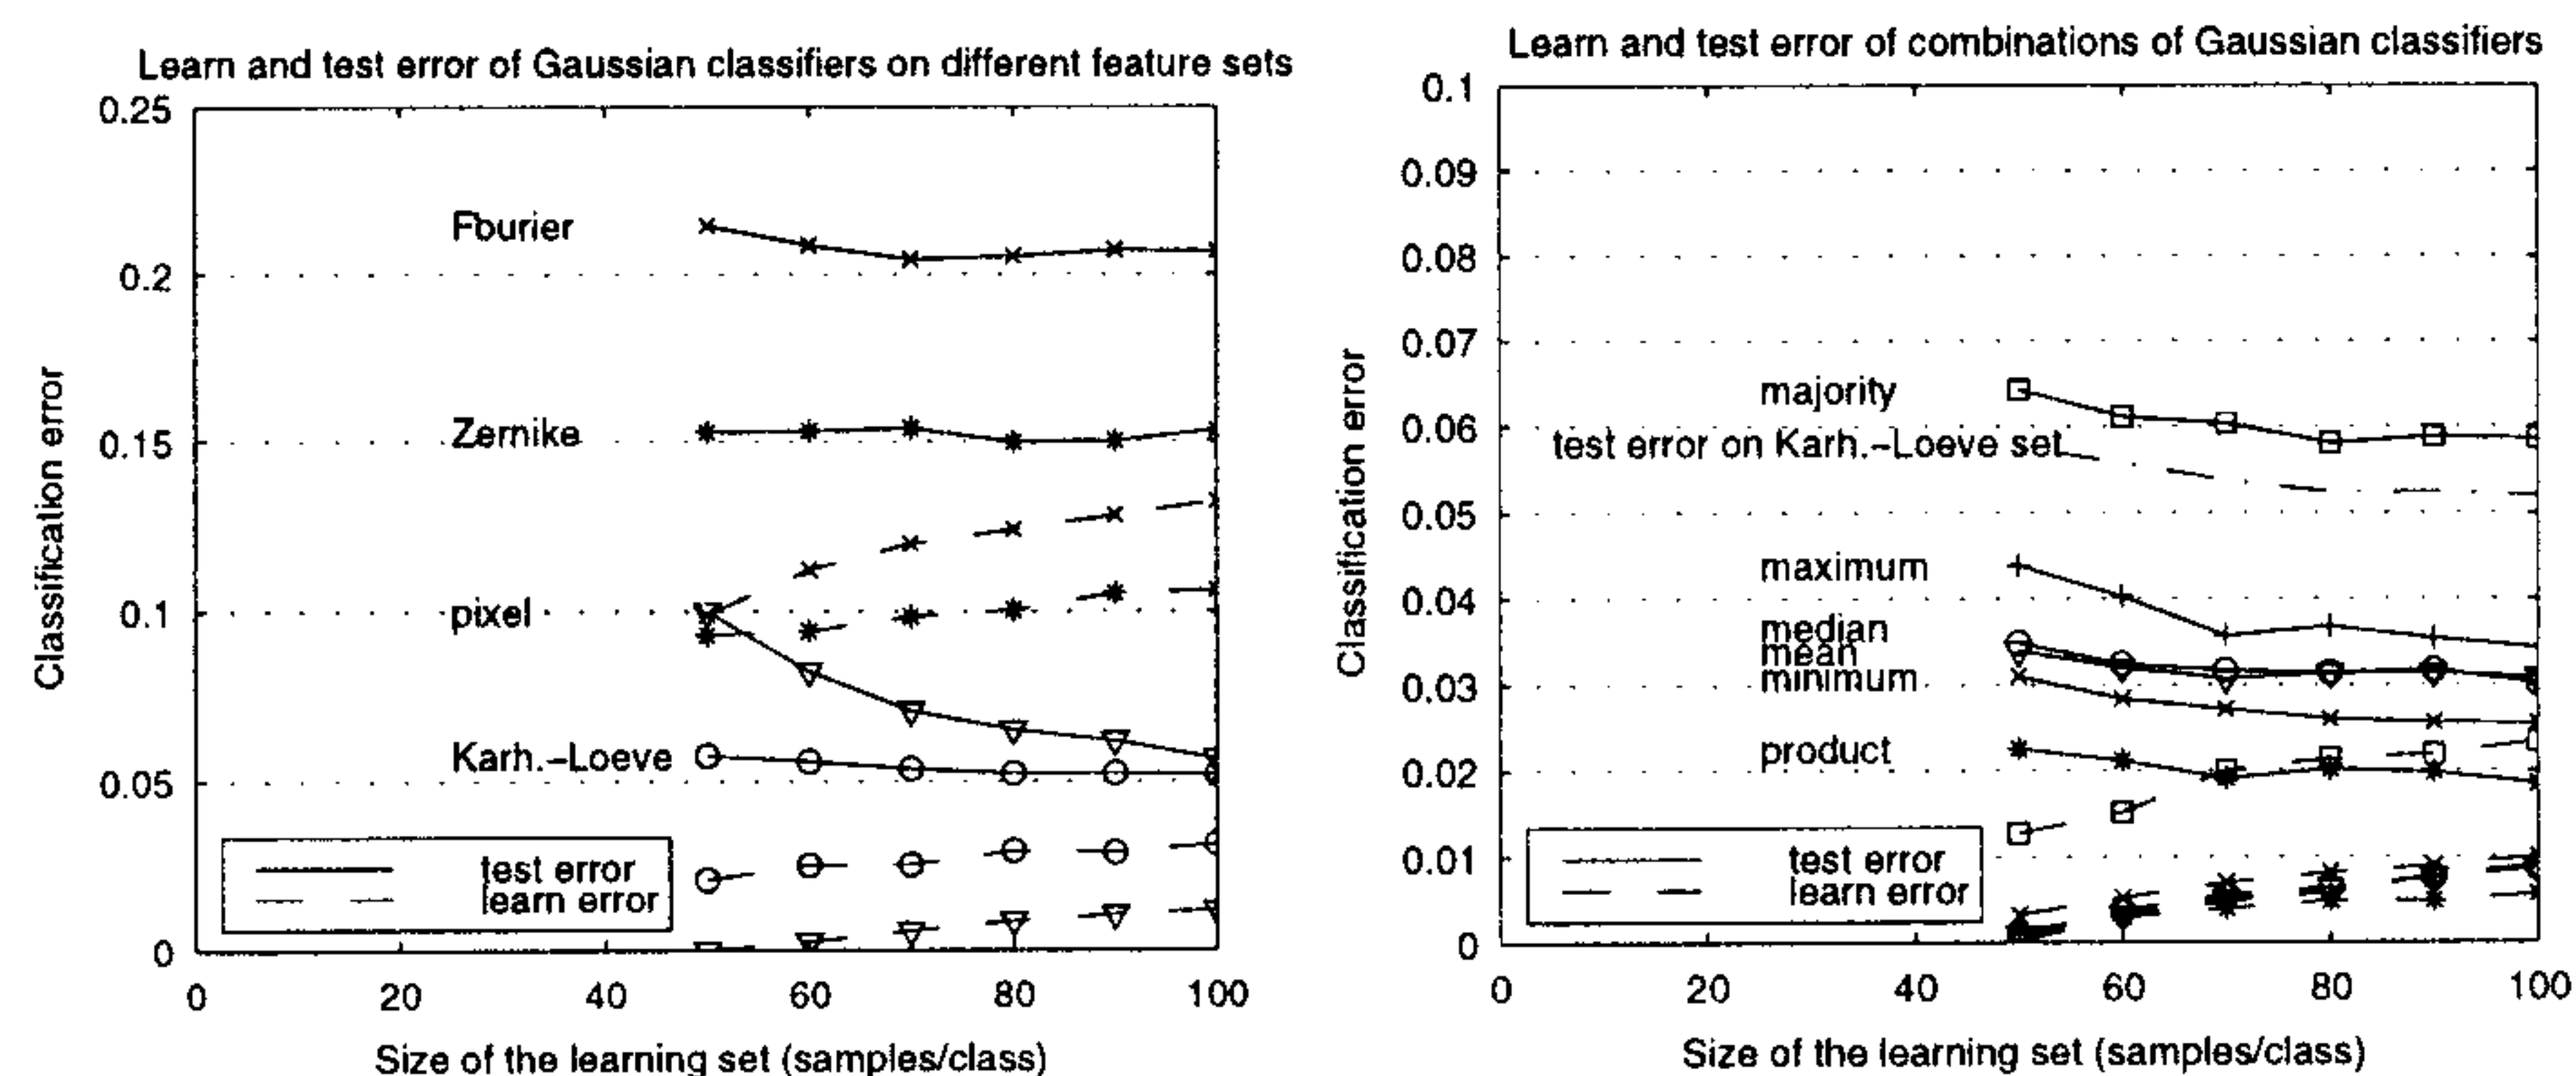 Learn and test error of Gaussian classifiers on different feature sets
0.25
0.2
0.15
0.1
0.05
0
Classification error
Fourier
Zernike
pixel
Karh.-Loeve
test error
learn error
0 20 40 60 80 100
Size of the learning set (samples/class)
Learn and test error of combinations of Gaussian classifiers
0.1
0.09
0.08
0.07
0.06
0.05
0.04
0.03
0.02
0.01
0
Classification error
majority
test error on Karh.-Loeve set
maximum
median
mean
minimum
product
test error
learn error
0 20 40 60 80 100
Size of the learning set (samples/class)